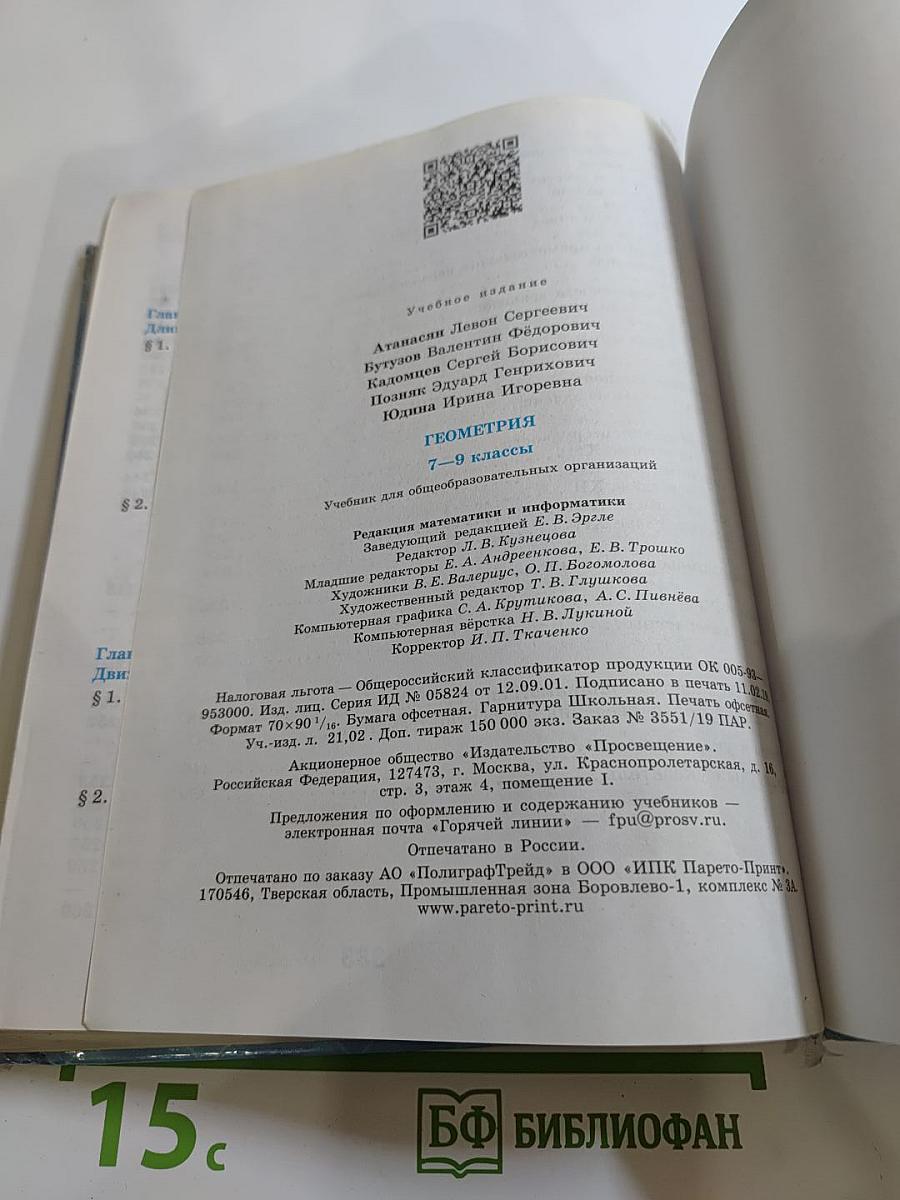 Учебное издание
Атанасян Левон Сергеевич
Бутузов Валентин Фёдорович
Кадомцев Сергей Борисович
Позняк Эдуард Генрихович
Юдина Ирина Игоревна
ГЕОМЕТРИЯ
7—9 классы
Учебник для общеобразовательных организаций
Редакция математики и информатики
Заведующий редакцией Е. В. Эргле
Редактор Л. В. Кузнецова
Младшие редакторы Е. А. Андреенкова, Е. В. Трошко
Художники В. Е. Валериус, О. П. Богомолова
Художественный редактор Т. В. Глушкова
Компьютерная графика С. А. Крутикова, А. С. Пивнёва
Компьютерная вёрстка Н. В. Лукиной
Корректор И. П. Ткаченко
Налоговая льгота — Общероссийский классификатор продукции ОК 005-93—
953000. Изд. лиц. Серия ИД № 05824 от 12.09.01. Подписано в печать 11.02.19.
Формат 70×90 1/16. Бумага офсетная. Гарнитура Школьная. Печать офсетная.
Уч.-изд. л. 21,02 . Доп. тираж 150 000 экз. Заказ № 3551/19 ПАР.
Акционерное общество «Издательство «Просвещение».
Российская Федерация, 127473, г. Москва, ул. Краснопролетарская, д. 16,
стр. 3, этаж 4, помещение I.
Предложения по оформлению и содержанию учебников —
электронная почта «Горячей линии» — fpu@prosv.ru.
Отпечатано в России.
Отпечатано по заказу АО «ПолиграфТрейд» в ООО «ИПК Парето-Принт».
170546, Тверская область, Промышленная зона Боровлево-1, комплекс № 3А.
www.pareto-print.ru
§ 1.
§ 2.
§ 1.
§ 2.
15 с
БФ БИБЛИОФАН